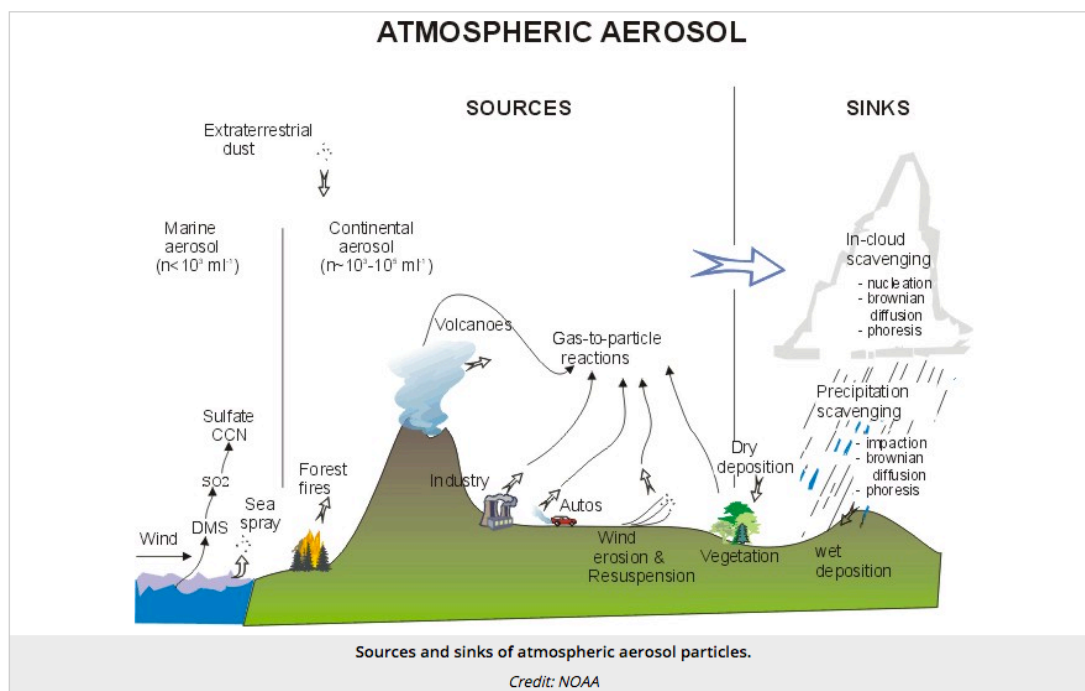 ATMOSPHERIC AEROSOL
SOURCES
SINKS
Extraterrestrial
dust
Marine
aerosol
(n< 10³ ml⁻¹)
Continental
aerosol
(n~10³-10⁵ ml⁻¹)
In-cloud
scavenging
- nucleation
- brownian
diffusion
- phoresis
Volcanoes
Gas-to-particle
reactions
Precipitation
scavenging
- impaction
- brownian
diffusion
- phoresis
Sulfate
CCN
SO2
DMS
Sea
spray
Wind
Forest
fires
Industry
Autos
Wind
erosion &
Resuspension
Dry
deposition
Vegetation
wet
deposition
Sources and sinks of atmospheric aerosol particles.
Credit: NOAA